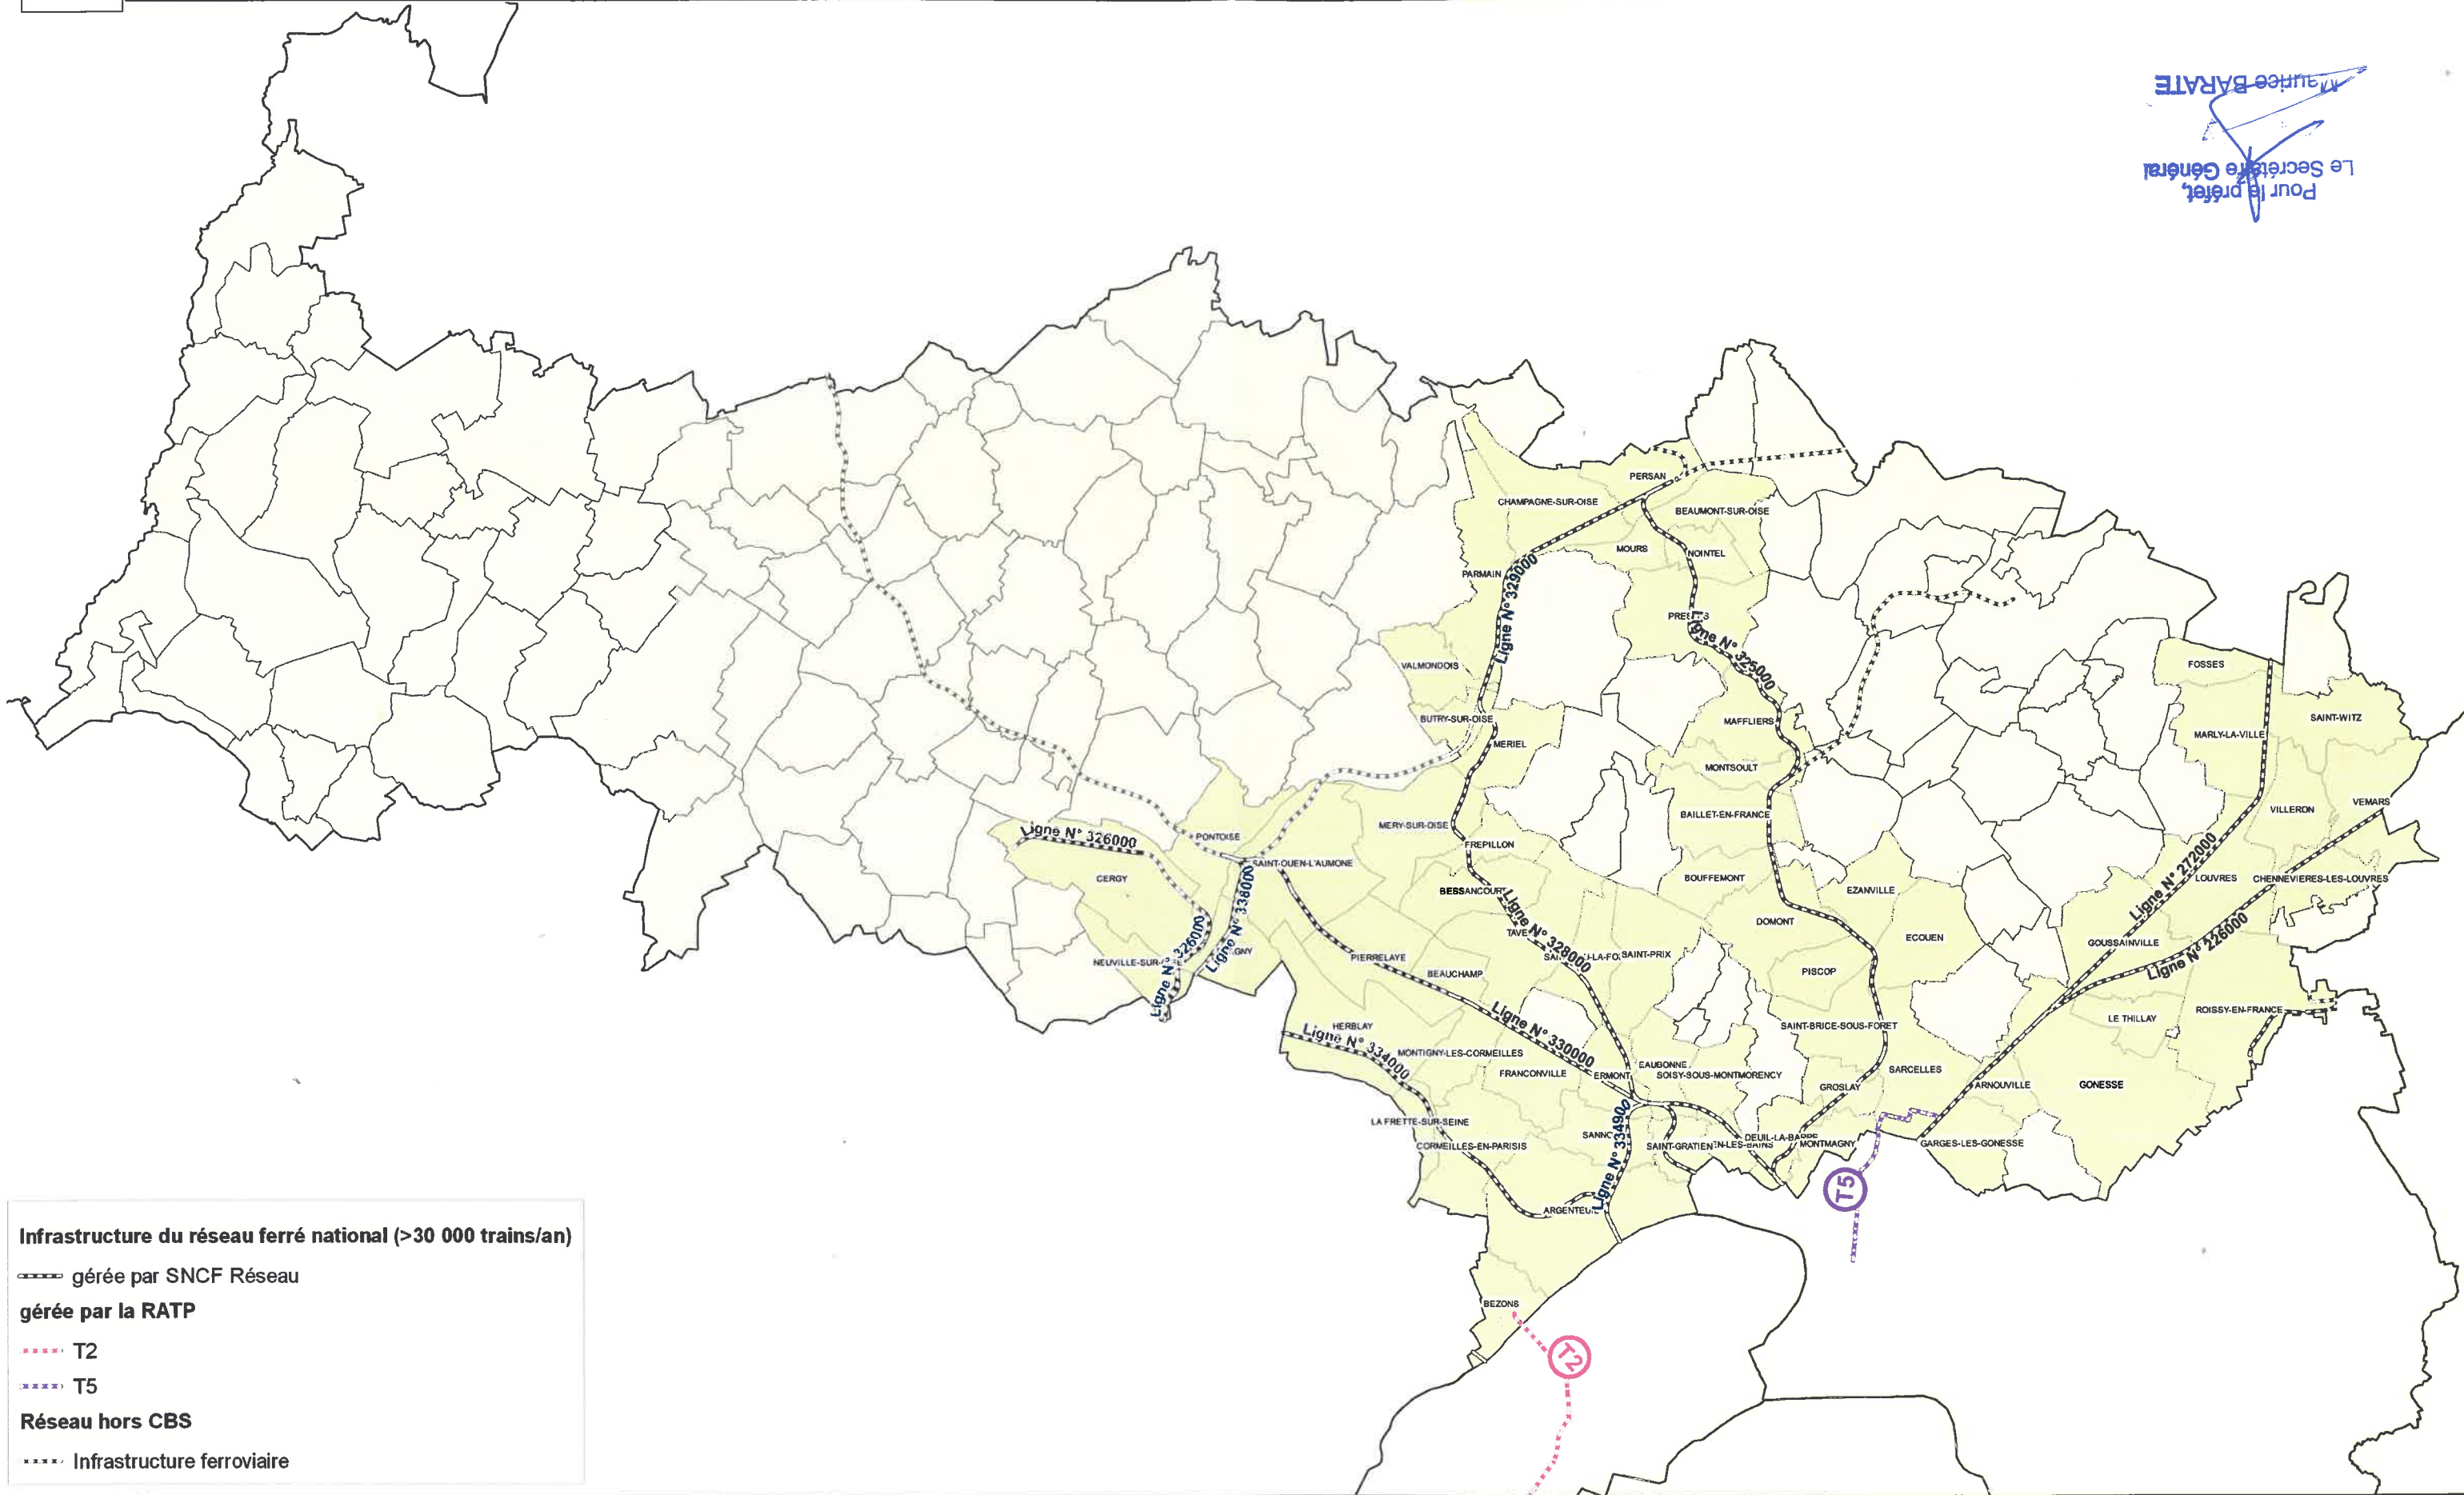 Maurice BARATE
Pour le préfet,
Le Secrétaire Général
PERSAN
CHAMPAGNE-SUR-OISE
BEAUMONT-SUR-OISE
MOURS
NOINTEL
PARMAIN
Ligne N° 329000
Ligne N° 325000
VALMONDOIS
FOSSES
BUTRY-SUR-OISE
MAFFLIERS
SAINT-WITZ
MARLY-LA-VILLE
MERIEL
MONTSOULT
VEMARS
VILLERON
BAILLET-EN-FRANCE
MERY-SUR-OISE
Ligne N° 326000
PONTOISE
FREPILLON
SAINT-OUEN-L'AUMONE
CERGY
BOUFFEMONT
LOUVRES
CHENNEVIERES-LES-LOUVRES
Ligne N° 272000
BESSANCOURT
EZANVILLE
Ligne N° 338000
DOMONT
Ligne N° 328000
ECOUEN
GOUSSAINVILLE
Ligne N° 226000
Ligne N° 326000
SAINT-PRIX
PIERRELAYE
BEAUCHAMP
PISCOP
ROISSY-EN-FRANCE
LE THILLAY
HERBLAY
Ligne N° 334000
Ligne N° 330000
SAINT-BRICE-SOUS-FORET
MONTIGNY-LES-CORMEILLES
FRANCONVILLE
ERMONT
EAUBONNE
SOISY-SOUS-MONTMORENCY
SARCELLES
GROSLAY
ARNOUVILLE
GONESSE
LA FRETTE-SUR-SEINE
CORMEILLES-EN-PARISIS
Ligne N° 334900
SAINT-GRATIEN
DEUIL-LA-BARRE
MONTMAGNY
GARGES-LES-GONESSE
T5
ARGENTEUIL
BEZONS
T2
Infrastructure du réseau ferré national (>30 000 trains/an)
gérée par SNCF Réseau
gérée par la RATP
T2
T5
Réseau hors CBS
Infrastructure ferroviaire